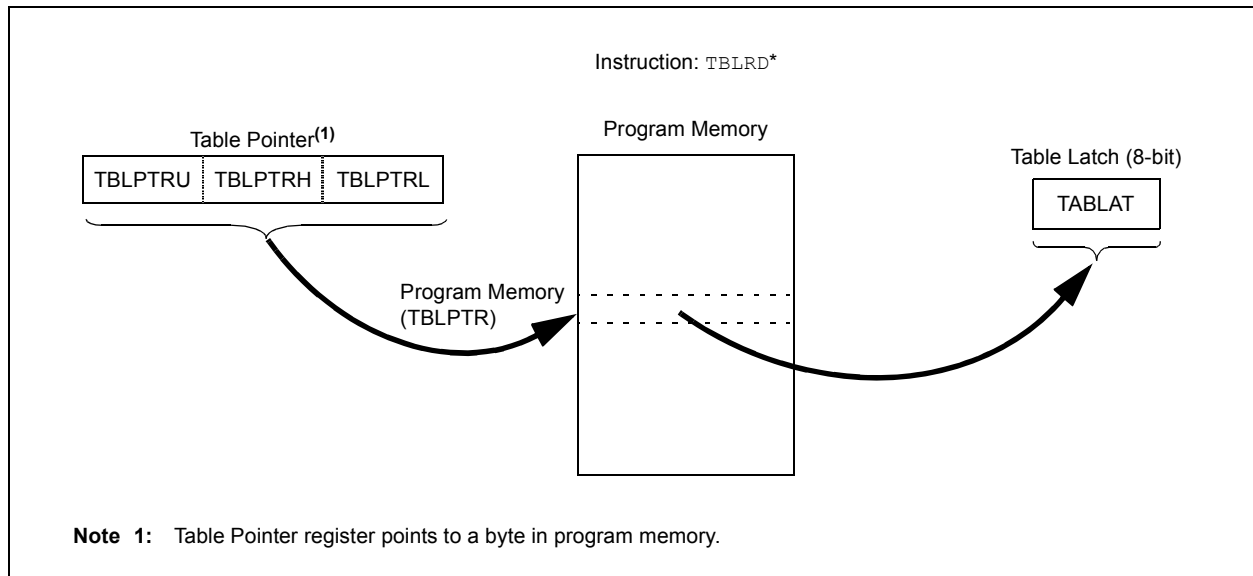 Instruction: TBLRD*
Table Pointer(1)
TBLPTRU TBLPTRH TBLPTRL
Program Memory
Table Latch (8-bit)
TABLAT
Program Memory
(TBLPTR)
Note 1: Table Pointer register points to a byte in program memory.